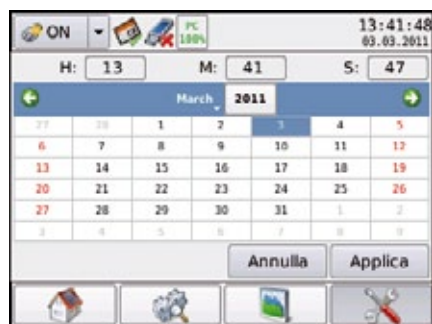 ON PC 100% 13:41:48
03.03.2011
H: 13 M: 41 S: 47
March 2011
27 28 1 2 3 4 5
6 7 8 9 10 11 12
13 14 15 16 17 18 19
20 21 22 23 24 25 26
27 28 29 30 31 1 2
3 4 5 6 7 8 9
Annulla Applica